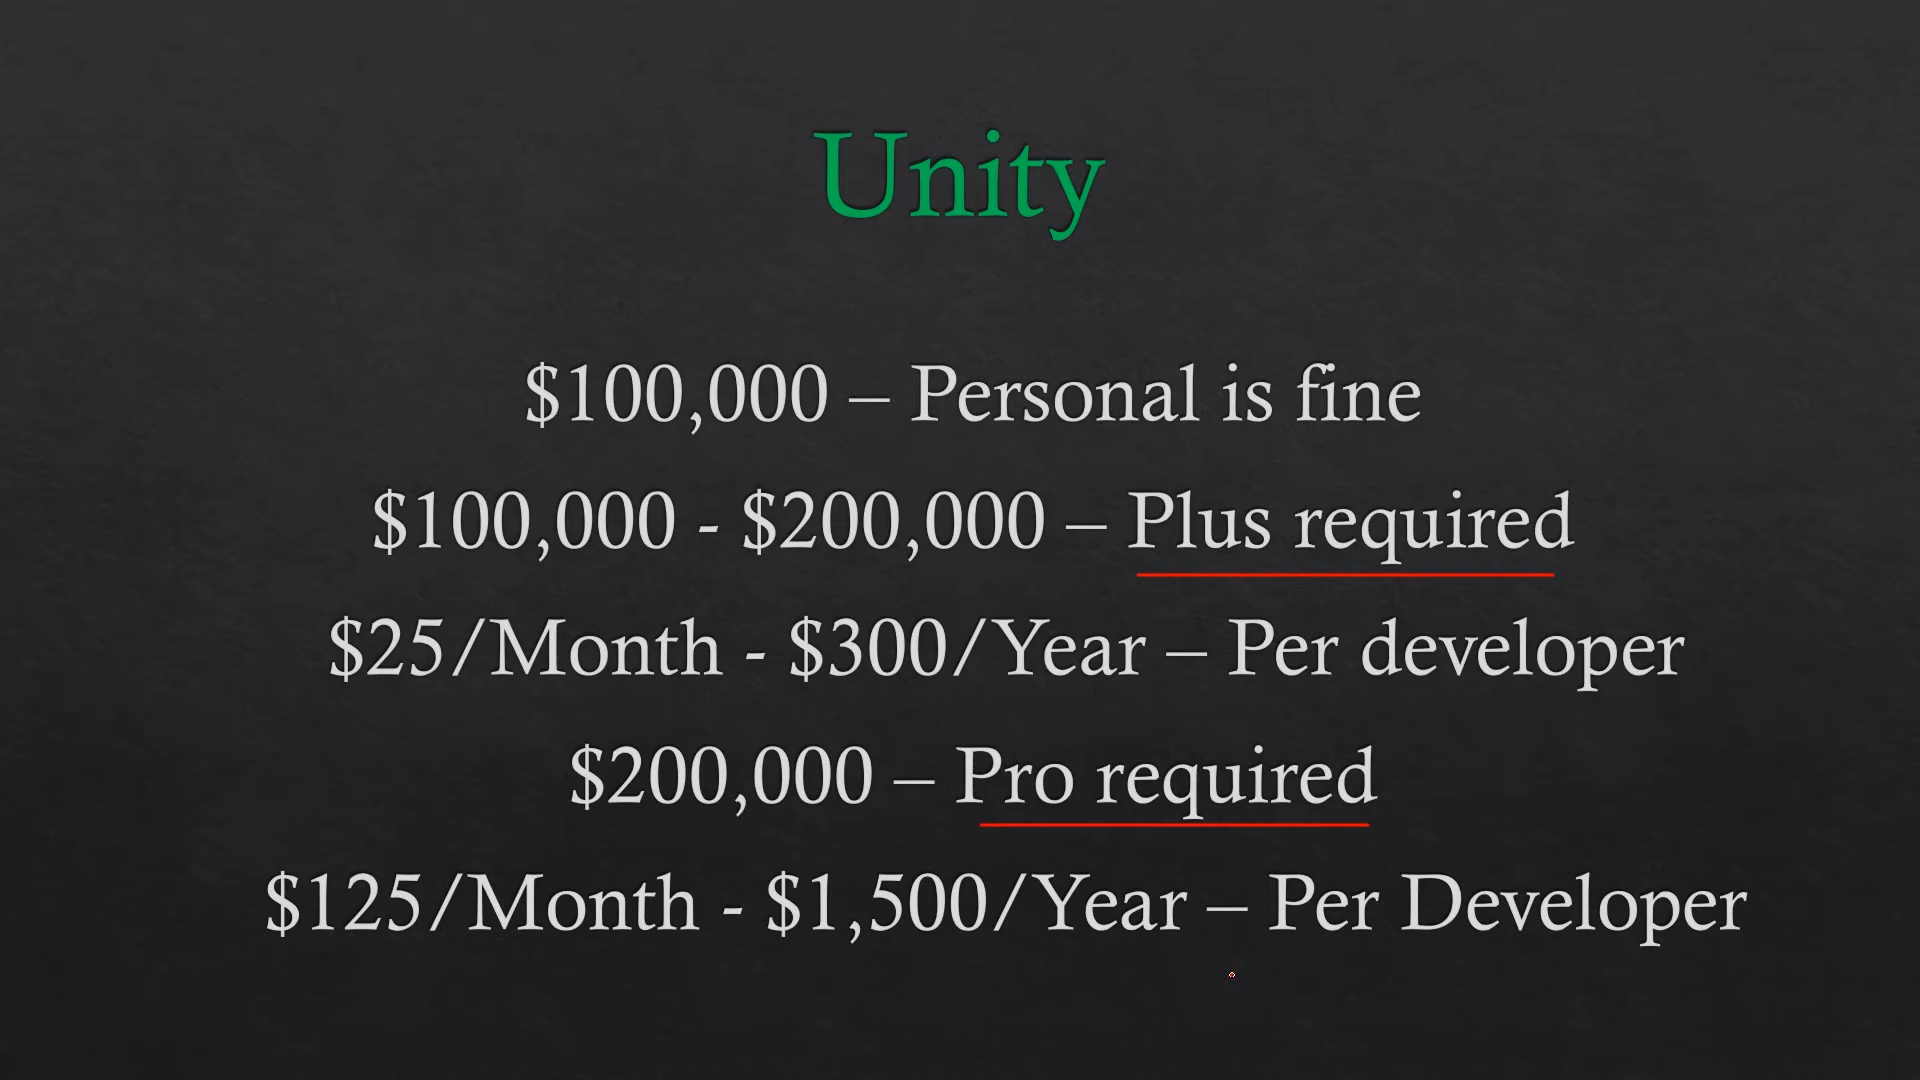 Unity
$100,000 – Personal is fine
$100,000 - $200,000 – Plus required
$25/Month - $300/Year – Per developer
$200,000 – Pro required
$125/Month - $1,500/Year – Per Developer